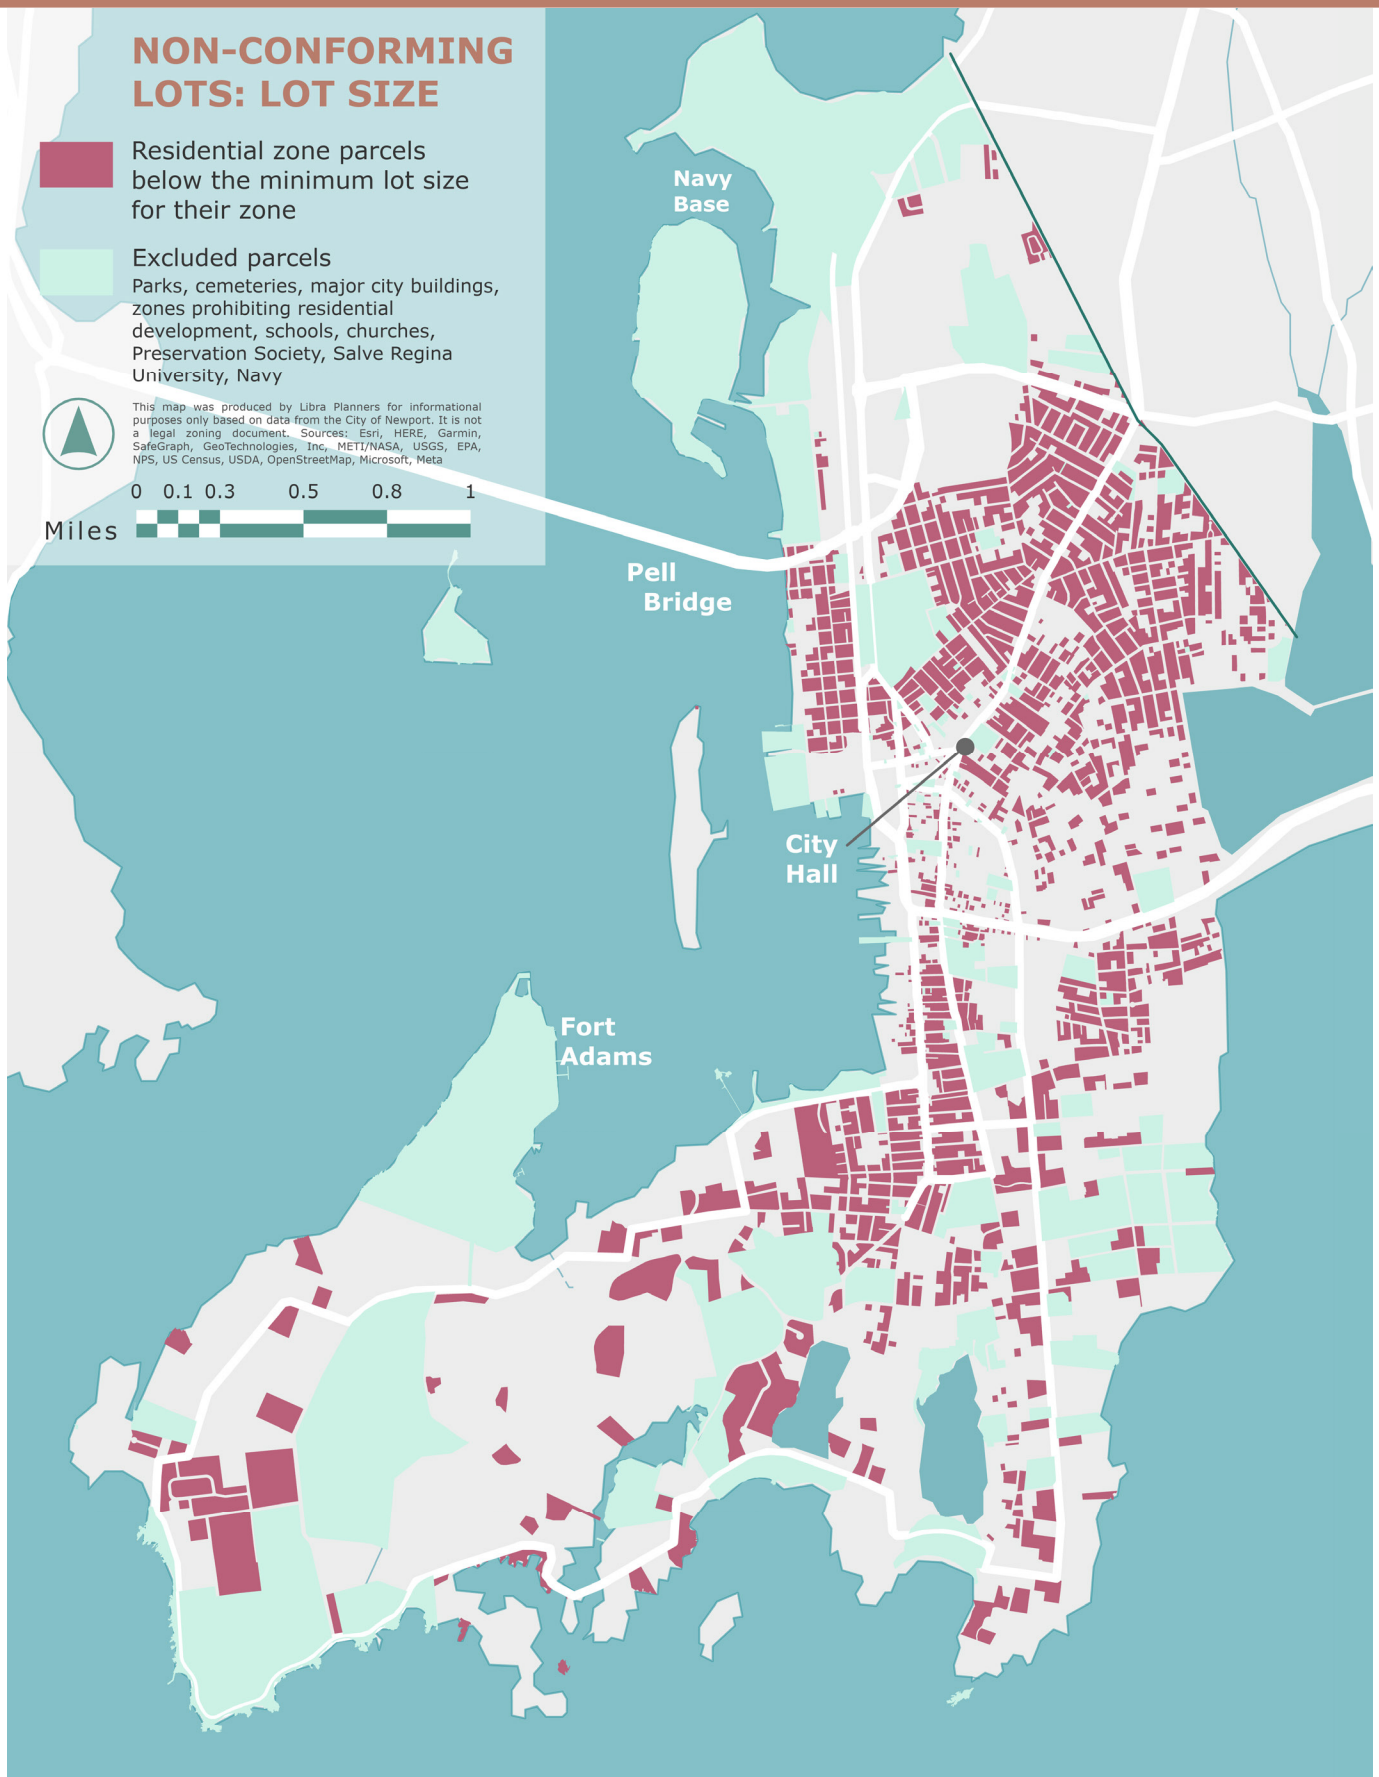 NON-CONFORMING
LOTS: LOT SIZE
Residential zone parcels
below the minimum lot size
for their zone
Excluded parcels
Parks, cemeteries, major city buildings,
zones prohibiting residential
development, schools, churches,
Preservation Society, Salve Regina
University, Navy
This map was produced by Libra Planners for informational
purposes only based on data from the City of Newport. It is not
a legal zoning document. Sources: Esri, HERE, Garmin,
SafeGraph, GeoTechnologies, Inc, METI/NASA, USGS, EPA,
NPS, US Census, USDA, OpenStreetMap, Microsoft, Meta
0 0.1 0.3 0.5 0.8 1
Miles
Navy
Base
Pell
Bridge
City
Hall
Fort
Adams